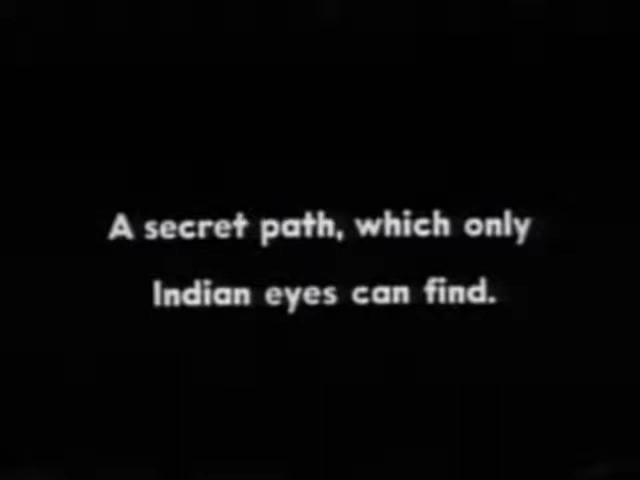 A secret path, which only
Indian eyes can find.